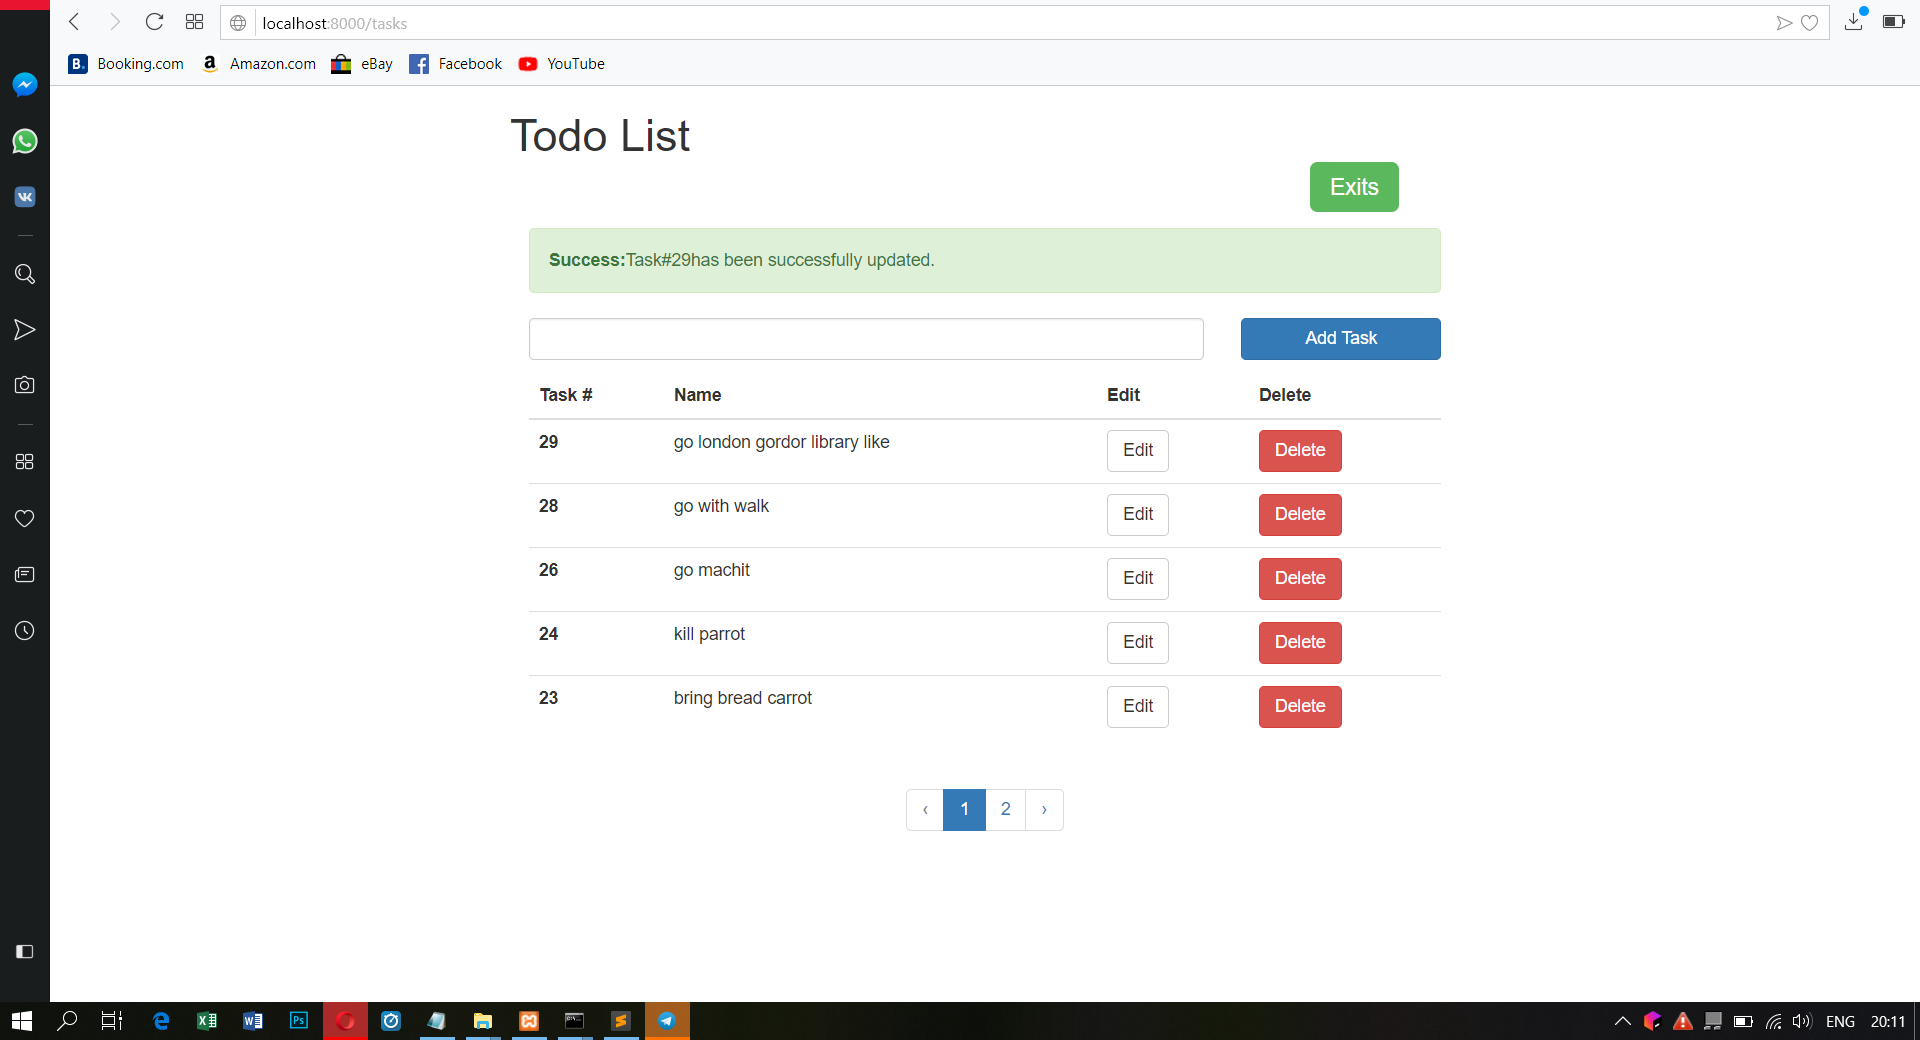 localhost:8000/tasks
B. Booking.com a Amazon.com eBay Facebook YouTube
Todo List
Exits
Success:Task#29has been successfully updated.
Add Task
Task # Name Edit Delete
29 go london gordor library like Edit Delete
28 go with walk Edit Delete
26 go machit Edit Delete
24 kill parrot Edit Delete
23 bring bread carrot Edit Delete
‹ 1 2 ›
Ps ENG 20:11